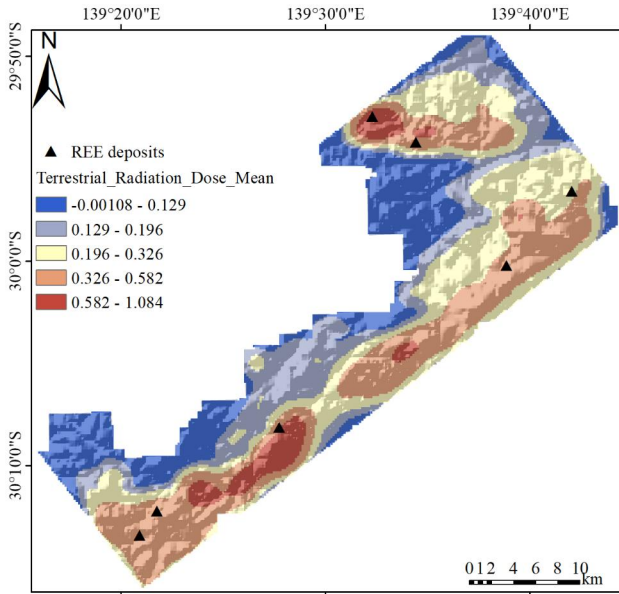 139°20'0"E 139°30'0"E 139°40'0"E
29°50'0"S
N
REE deposits
Terrestrial_Radiation_Dose_Mean
-0.00108 - 0.129
0.129 - 0.196
0.196 - 0.326
0.326 - 0.582
0.582 - 1.084
30°0'0"S
30°10'0"S
0 1 2 4 6 8 10
km